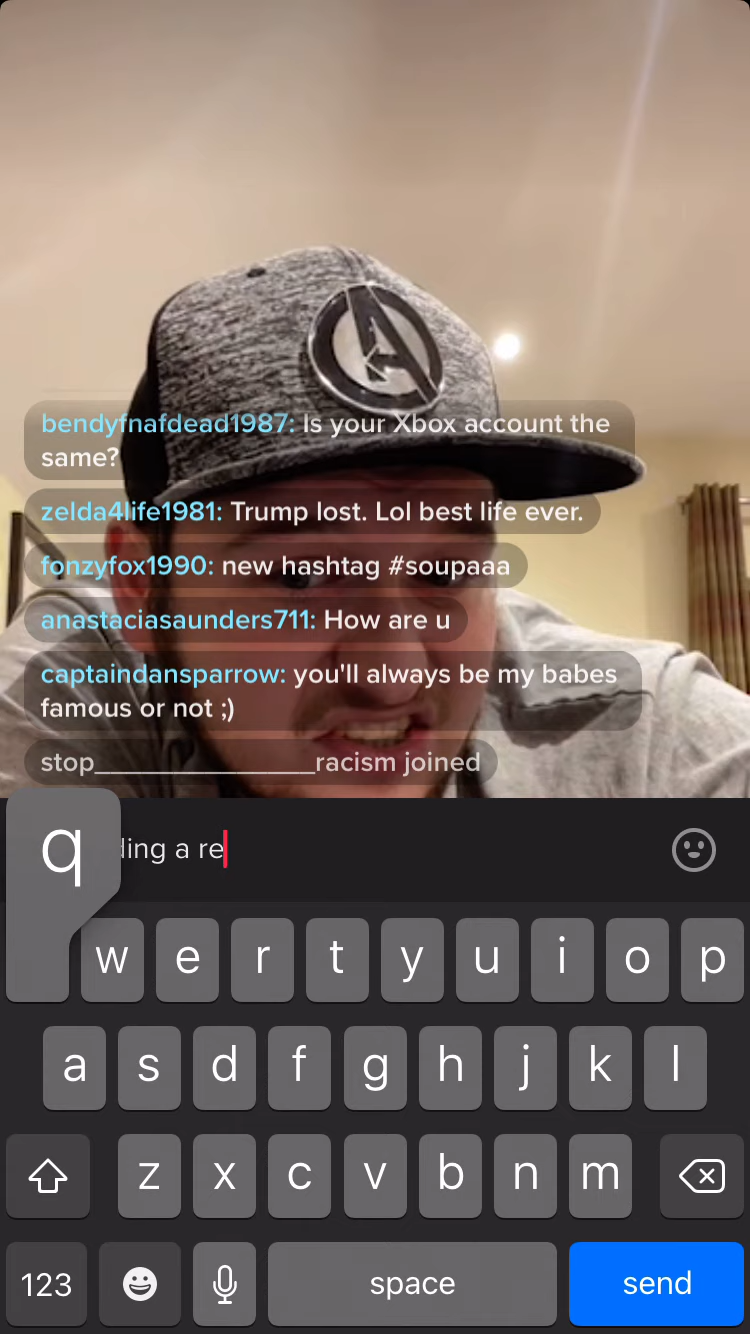 bendyfnafdead1987: Is your Xbox account the
same?
zelda4life1981: Trump lost. Lol best life ever.
fonzyfox1990: new hashtag #soupaaa
anastaciasaunders711: How are u
captaindansparrow: you'll always be my babes
famous or not ;)
stop________________racism joined
q
ding a re
w e r t y u i o p
a s d f g h j k l
z x c v b n m
123 space send